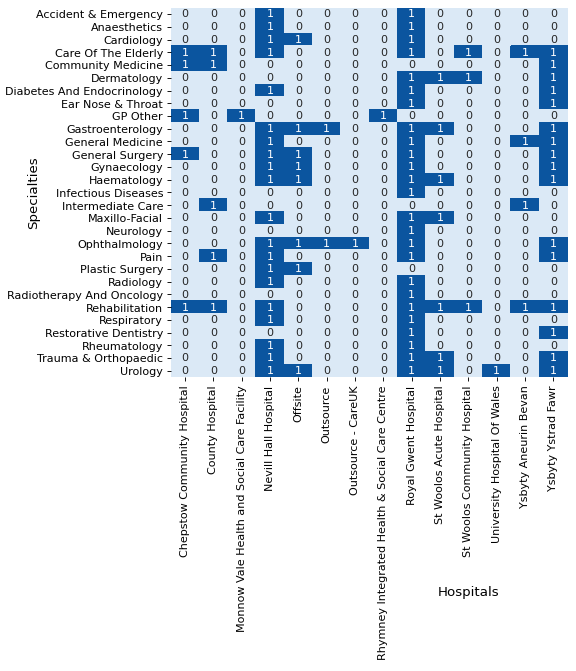 Specialties
Accident & Emergency 0 0 0 1 0 0 0 0 1 0 0 0 0 0
Anaesthetics 0 0 0 1 0 0 0 0 1 0 0 0 0 0
Cardiology 0 0 0 1 1 0 0 0 1 0 0 0 0 0
Care Of The Elderly 1 1 0 1 0 0 0 0 1 0 1 0 1 1
Community Medicine 1 1 0 0 0 0 0 0 0 0 0 0 0 1
Dermatology 0 0 0 0 0 0 0 0 1 1 1 0 0 1
Diabetes And Endocrinology 0 0 0 1 0 0 0 0 1 0 0 0 0 1
Ear Nose & Throat 0 0 0 0 0 0 0 0 1 0 0 0 0 1
GP Other 1 0 1 0 0 0 0 1 0 0 0 0 0 0
Gastroenterology 0 0 0 1 1 1 0 0 1 1 0 0 0 1
General Medicine 0 0 0 1 0 0 0 0 1 0 0 0 1 1
General Surgery 1 0 0 1 1 0 0 0 1 0 0 0 0 1
Gynaecology 0 0 0 1 1 0 0 0 1 0 0 0 0 1
Haematology 0 0 0 1 1 0 0 0 1 1 0 0 0 1
Infectious Diseases 0 0 0 0 0 0 0 0 1 0 0 0 0 0
Intermediate Care 0 1 0 0 0 0 0 0 0 0 0 0 1 0
Maxillo-Facial 0 0 0 1 0 0 0 0 1 1 0 0 0 0
Neurology 0 0 0 0 0 0 0 0 1 0 0 0 0 0
Ophthalmology 0 0 0 1 1 1 1 0 1 0 0 0 0 1
Pain 0 1 0 1 0 0 0 0 1 0 0 0 0 1
Plastic Surgery 0 0 0 1 1 0 0 0 0 0 0 0 0 0
Radiology 0 0 0 1 0 0 0 0 1 0 0 0 0 0
Radiotherapy And Oncology 0 0 0 0 0 0 0 0 1 0 0 0 0 0
Rehabilitation 1 1 0 1 0 0 0 0 1 1 1 0 1 1
Respiratory 0 0 0 1 0 0 0 0 1 0 0 0 0 0
Restorative Dentistry 0 0 0 0 0 0 0 0 1 0 0 0 0 1
Rheumatology 0 0 0 1 0 0 0 0 1 0 0 0 0 0
Trauma & Orthopaedic 0 0 0 1 0 0 0 0 1 1 0 0 0 1
Urology 0 0 0 1 1 0 0 0 1 1 0 1 0 1
Chepstow Community Hospital
County Hospital
Monnow Vale Health and Social Care Facility
Nevill Hall Hospital
Offsite
Outsource
Outsource - CareUK
Rhymney Integrated Health & Social Care Centre
Royal Gwent Hospital
St Woolos Acute Hospital
St Woolos Community Hospital
University Hospital Of Wales
Ysbyty Aneurin Bevan
Ysbyty Ystrad Fawr
Hospitals